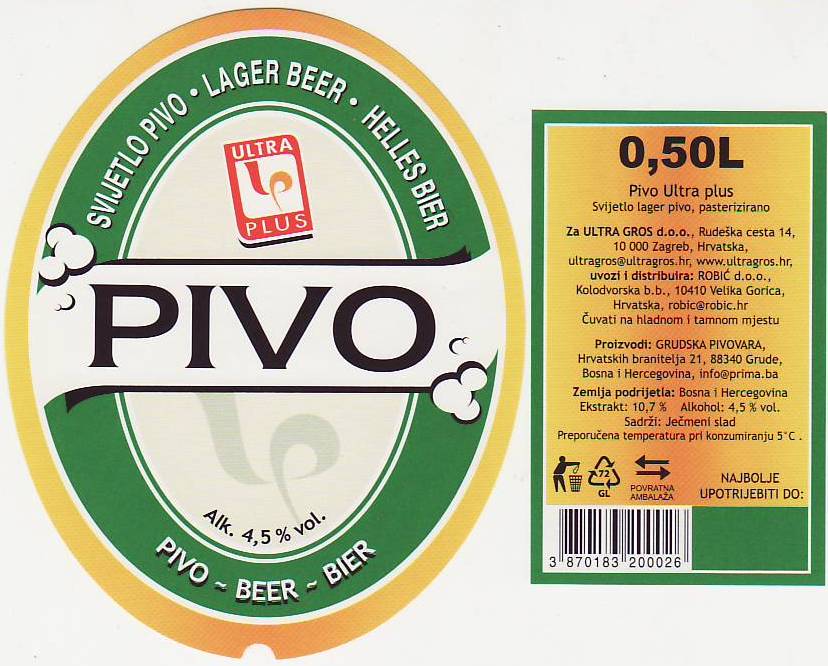 SVIJETLO PIVO • LAGER BEER • HELLES BIER
ULTRA
PLUS
PIVO
Alk. 4,5 % vol.
PIVO ~ BEER ~ BIER
0,50L
Pivo Ultra plus
Svijetlo lager pivo, pasterizirano
Za ULTRA GROS d.o.o., Rudeška cesta 14,
10 000 Zagreb, Hrvatska,
ultragros@ultragros.hr, www.ultragros.hr,
uvozi i distribuira: ROBIĆ d.o.o.,
Kolodvorska b.b., 10410 Velika Gorica,
Hrvatska, robic@robic.hr
Čuvati na hladnom i tamnom mjestu
Proizvodi: GRUDSKA PIVOVARA,
Hrvatskih branitelja 21, 88340 Grude,
Bosna i Hercegovina, info@prima.ba
Zemlja podrijetla: Bosna i Hercegovina
Ekstrakt: 10,7 % Alkohol: 4,5 % vol.
Sadrži: Ječmeni slad
Preporučena temperatura pri konzumiranju 5°C .
72
GL
POVRATNA
AMBALAŽA
NAJBOLJE
UPOTRIJEBITI DO:
3 870183 200026